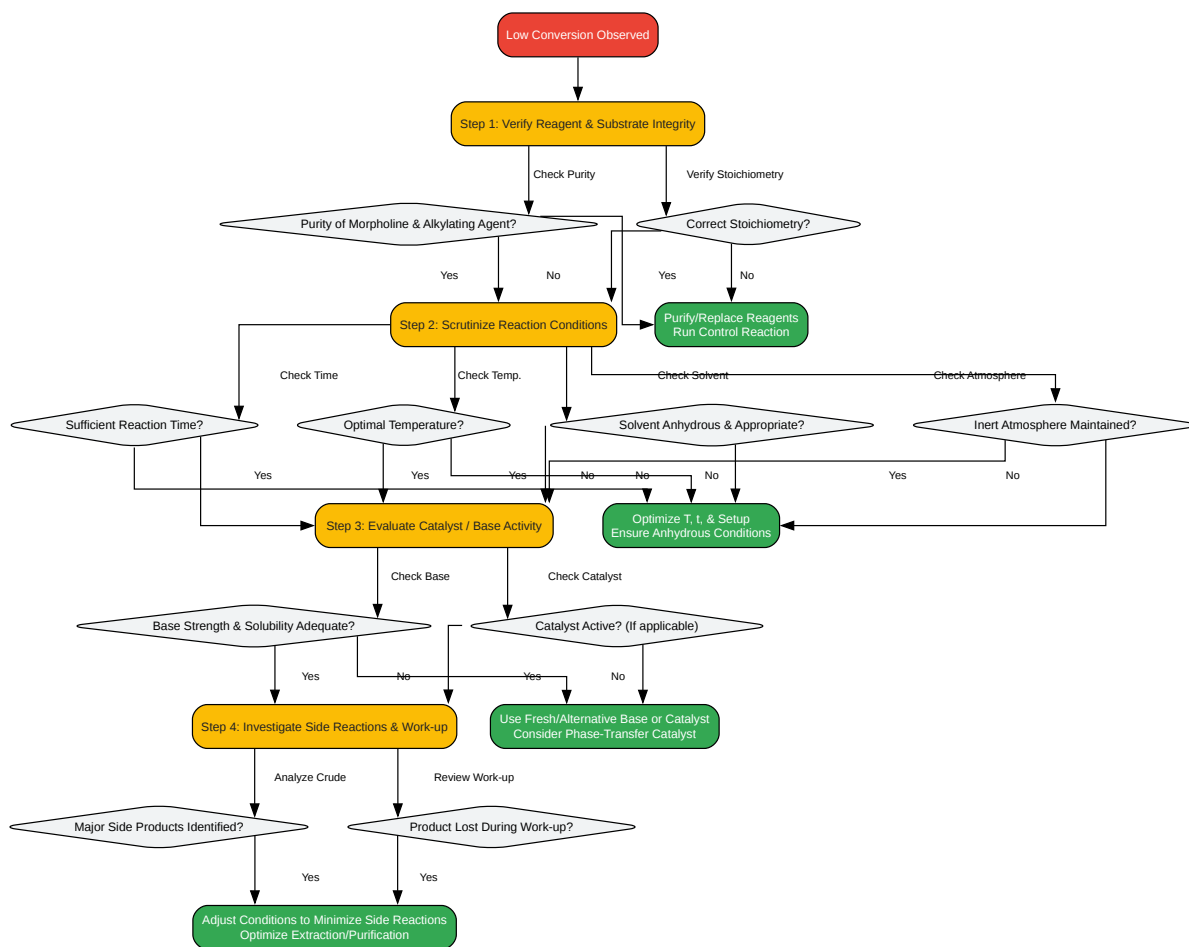 Low Conversion Observed
Step 1: Verify Reagent & Substrate Integrity
Check Purity
Verify Stoichiometry
Purity of Morpholine & Alkylating Agent?
Correct Stoichiometry?
Yes
No
Yes
No
Step 2: Scrutinize Reaction Conditions
Purify/Replace Reagents
Run Control Reaction
Check Time
Check Temp.
Check Solvent
Check Atmosphere
Sufficient Reaction Time?
Optimal Temperature?
Solvent Anhydrous & Appropriate?
Inert Atmosphere Maintained?
Yes
Yes
Yes
No
No
No
Yes
No
Step 3: Evaluate Catalyst / Base Activity
Optimize T, t, & Setup
Ensure Anhydrous Conditions
Check Base
Check Catalyst
Base Strength & Solubility Adequate?
Catalyst Active? (If applicable)
Yes
No
Yes
No
Step 4: Investigate Side Reactions & Work-up
Use Fresh/Alternative Base or Catalyst
Consider Phase-Transfer Catalyst
Analyze Crude
Review Work-up
Major Side Products Identified?
Product Lost During Work-up?
Yes
Yes
Adjust Conditions to Minimize Side Reactions
Optimize Extraction/Purification